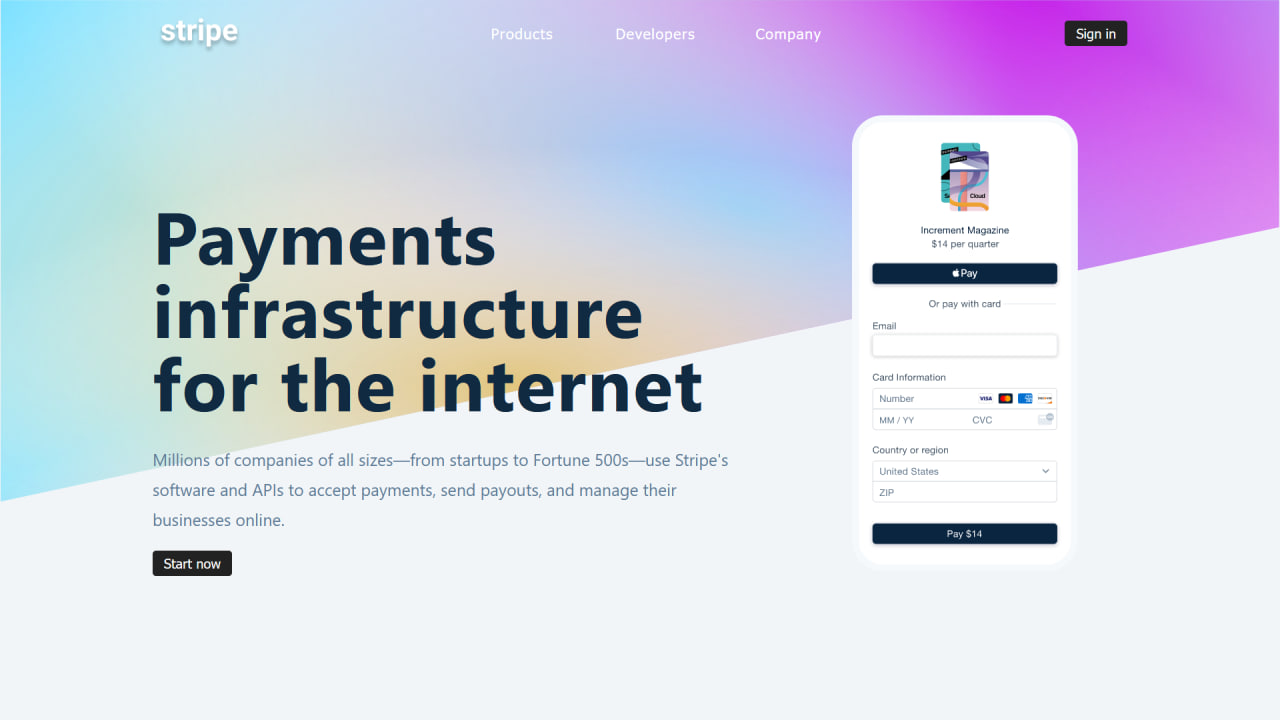 stripe
Products
Developers
Company
Sign in
Payments
infrastructure
for the internet
Millions of companies of all sizes—from startups to Fortune 500s—use Stripe's
software and APIs to accept payments, send payouts, and manage their
businesses online.
Start now
Cloud
Increment Magazine
$14 per quarter
Pay
Or pay with card
Email
Card Information
Number
VISA
MM / YY
CVC
Country or region
United States
ZIP
Pay $14